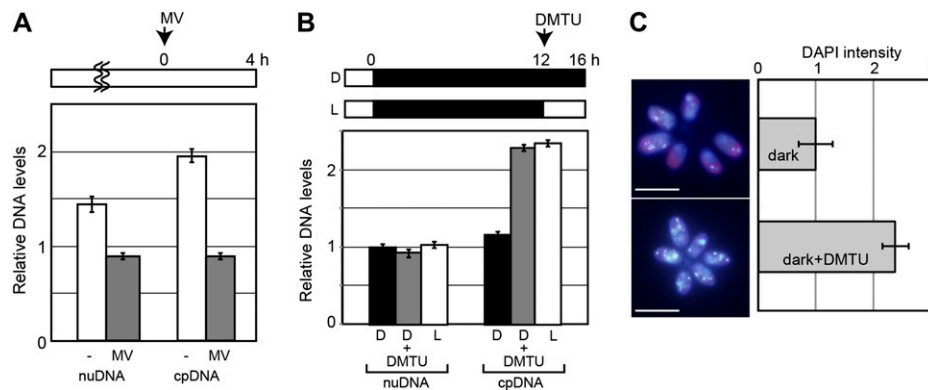 A
MV
0 4 h
Relative DNA levels
2
1
0
- MV - MV
nuDNA cpDNA
B
DMTU
0 12 16 h
D
L
Relative DNA levels
2
1
0
D D L D D L
+ +
DMTU DMTU
nuDNA cpDNA
C
DAPI intensity
0 1 2
dark
dark+DMTU